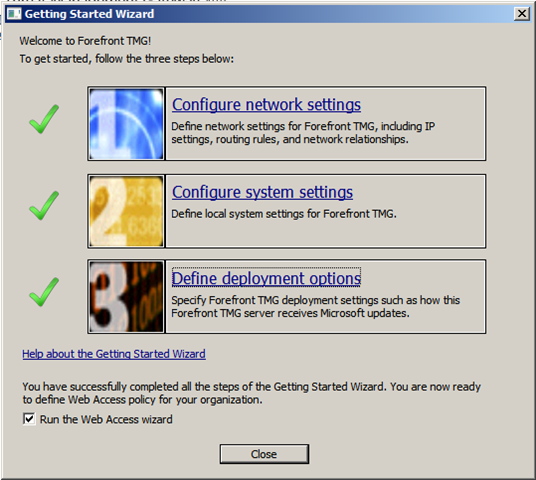 Getting Started Wizard
Welcome to Forefront TMG!
To get started, follow the three steps below:
1
Configure network settings
Define network settings for Forefront TMG, including IP
settings, routing rules, and network relationships.
2
Configure system settings
Define local system settings for Forefront TMG.
3
Define deployment options
Specify Forefront TMG deployment settings such as how this
Forefront TMG server receives Microsoft updates.
Help about the Getting Started Wizard
You have successfully completed all the steps of the Getting Started Wizard. You are now ready
to define Web Access policy for your organization.
Run the Web Access wizard
Close